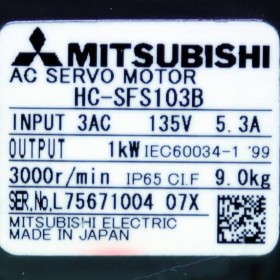 MITSUBISHI
AC SERVO MOTOR
HC-SFS103B
INPUT 3AC 135V 5.3A
OUTPUT 1kW IEC60034-1 '99
3000r/min IP65 CI.F 9.0kg
SER.No.L75671004 07X
MITSUBISHI ELECTRIC
MADE IN JAPAN